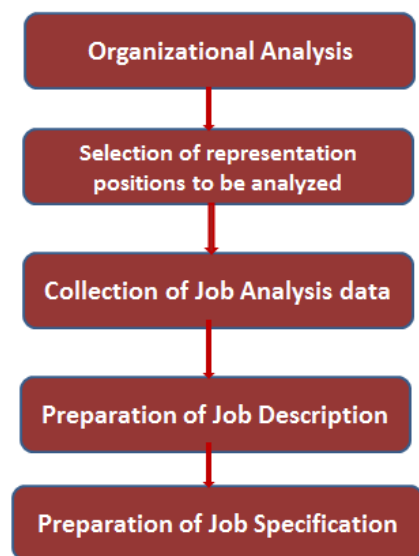 Organizational Analysis
Selection of representation
positions to be analyzed
Collection of Job Analysis data
Preparation of Job Description
Preparation of Job Specification